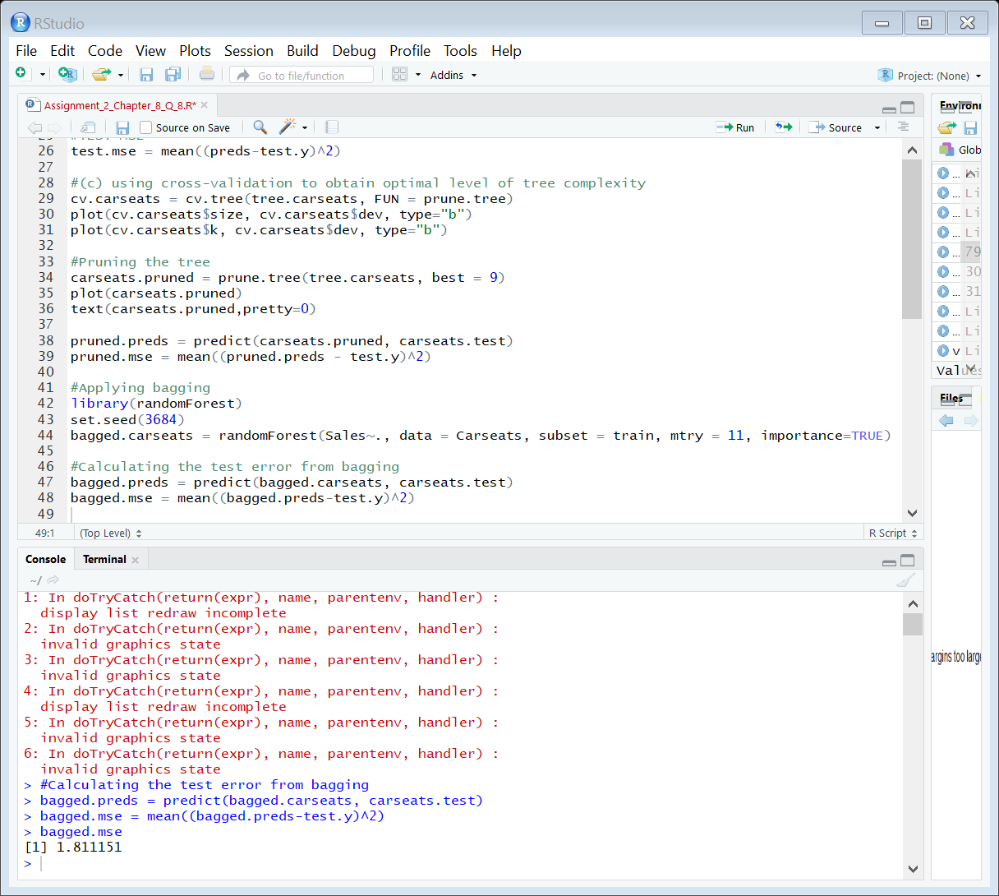 RStudio
File Edit Code View Plots Session Build Debug Profile Tools Help
Go to file/function Addins Project: (None)
Assignment_2_Chapter_8_Q_8.R*
Source on Save Run Source
26 test.mse = mean((preds-test.y)^2)
27
28 #(c) using cross-validation to obtain optimal level of tree complexity
29 cv.carseats = cv.tree(tree.carseats, FUN = prune.tree)
30 plot(cv.carseats$size, cv.carseats$dev, type="b")
31 plot(cv.carseats$k, cv.carseats$dev, type="b")
32
33 #Pruning the tree
34 carseats.pruned = prune.tree(tree.carseats, best = 9)
35 plot(carseats.pruned)
36 text(carseats.pruned,pretty=0)
37
38 pruned.preds = predict(carseats.pruned, carseats.test)
39 pruned.mse = mean((pruned.preds - test.y)^2)
40
41 #Applying bagging
42 library(randomForest)
43 set.seed(3684)
44 bagged.carseats = randomForest(Sales~., data = Carseats, subset = train, mtry = 11, importance=TRUE)
45
46 #Calculating the test error from bagging
47 bagged.preds = predict(bagged.carseats, carseats.test)
48 bagged.mse = mean((bagged.preds-test.y)^2)
49
49:1 (Top Level) R Script
Console Terminal
~/
1: In doTryCatch(return(expr), name, parentenv, handler) :
display list redraw incomplete
2: In doTryCatch(return(expr), name, parentenv, handler) :
invalid graphics state
3: In doTryCatch(return(expr), name, parentenv, handler) :
invalid graphics state
4: In doTryCatch(return(expr), name, parentenv, handler) :
display list redraw incomplete
5: In doTryCatch(return(expr), name, parentenv, handler) :
invalid graphics state
6: In doTryCatch(return(expr), name, parentenv, handler) :
invalid graphics state
> #Calculating the test error from bagging
> bagged.preds = predict(bagged.carseats, carseats.test)
> bagged.mse = mean((bagged.preds-test.y)^2)
> bagged.mse
[1] 1.811151
>
Environ
Glob
... Li
... Li
... Li
... Li
... 79
... 30
... 31
... Li
... Li
v Li
Values
Files
argins too large